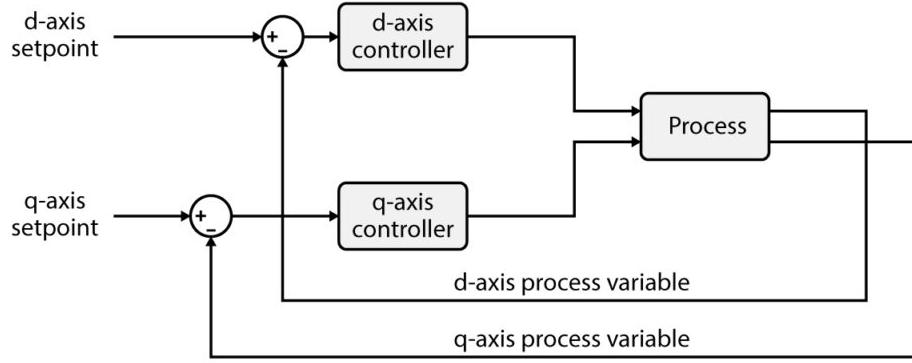 d-axis
setpoint
+
−
d-axis
controller
Process
q-axis
setpoint
+
−
q-axis
controller
d-axis process variable
q-axis process variable